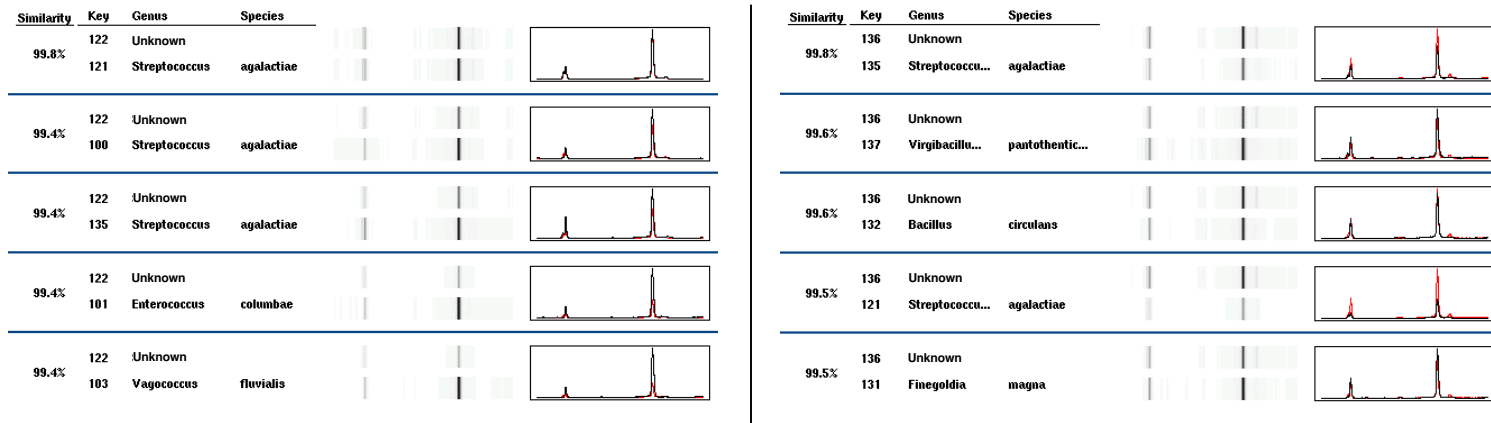 Similarity Key Genus Species
122 Unknown
99.8%
121 Streptococcus agalactiae
122 Unknown
99.4%
100 Streptococcus agalactiae
122 Unknown
99.4%
135 Streptococcus agalactiae
122 Unknown
99.4%
101 Enterococcus columbae
122 Unknown
99.4%
103 Vagococcus fluvialis
Similarity Key Genus Species
136 Unknown
99.8%
135 Streptococcu... agalactiae
136 Unknown
99.6%
137 Virgibacillu... pantothentic...
136 Unknown
99.6%
132 Bacillus circulans
136 Unknown
99.5%
121 Streptococcu... agalactiae
136 Unknown
99.5%
131 Finegoldia magna